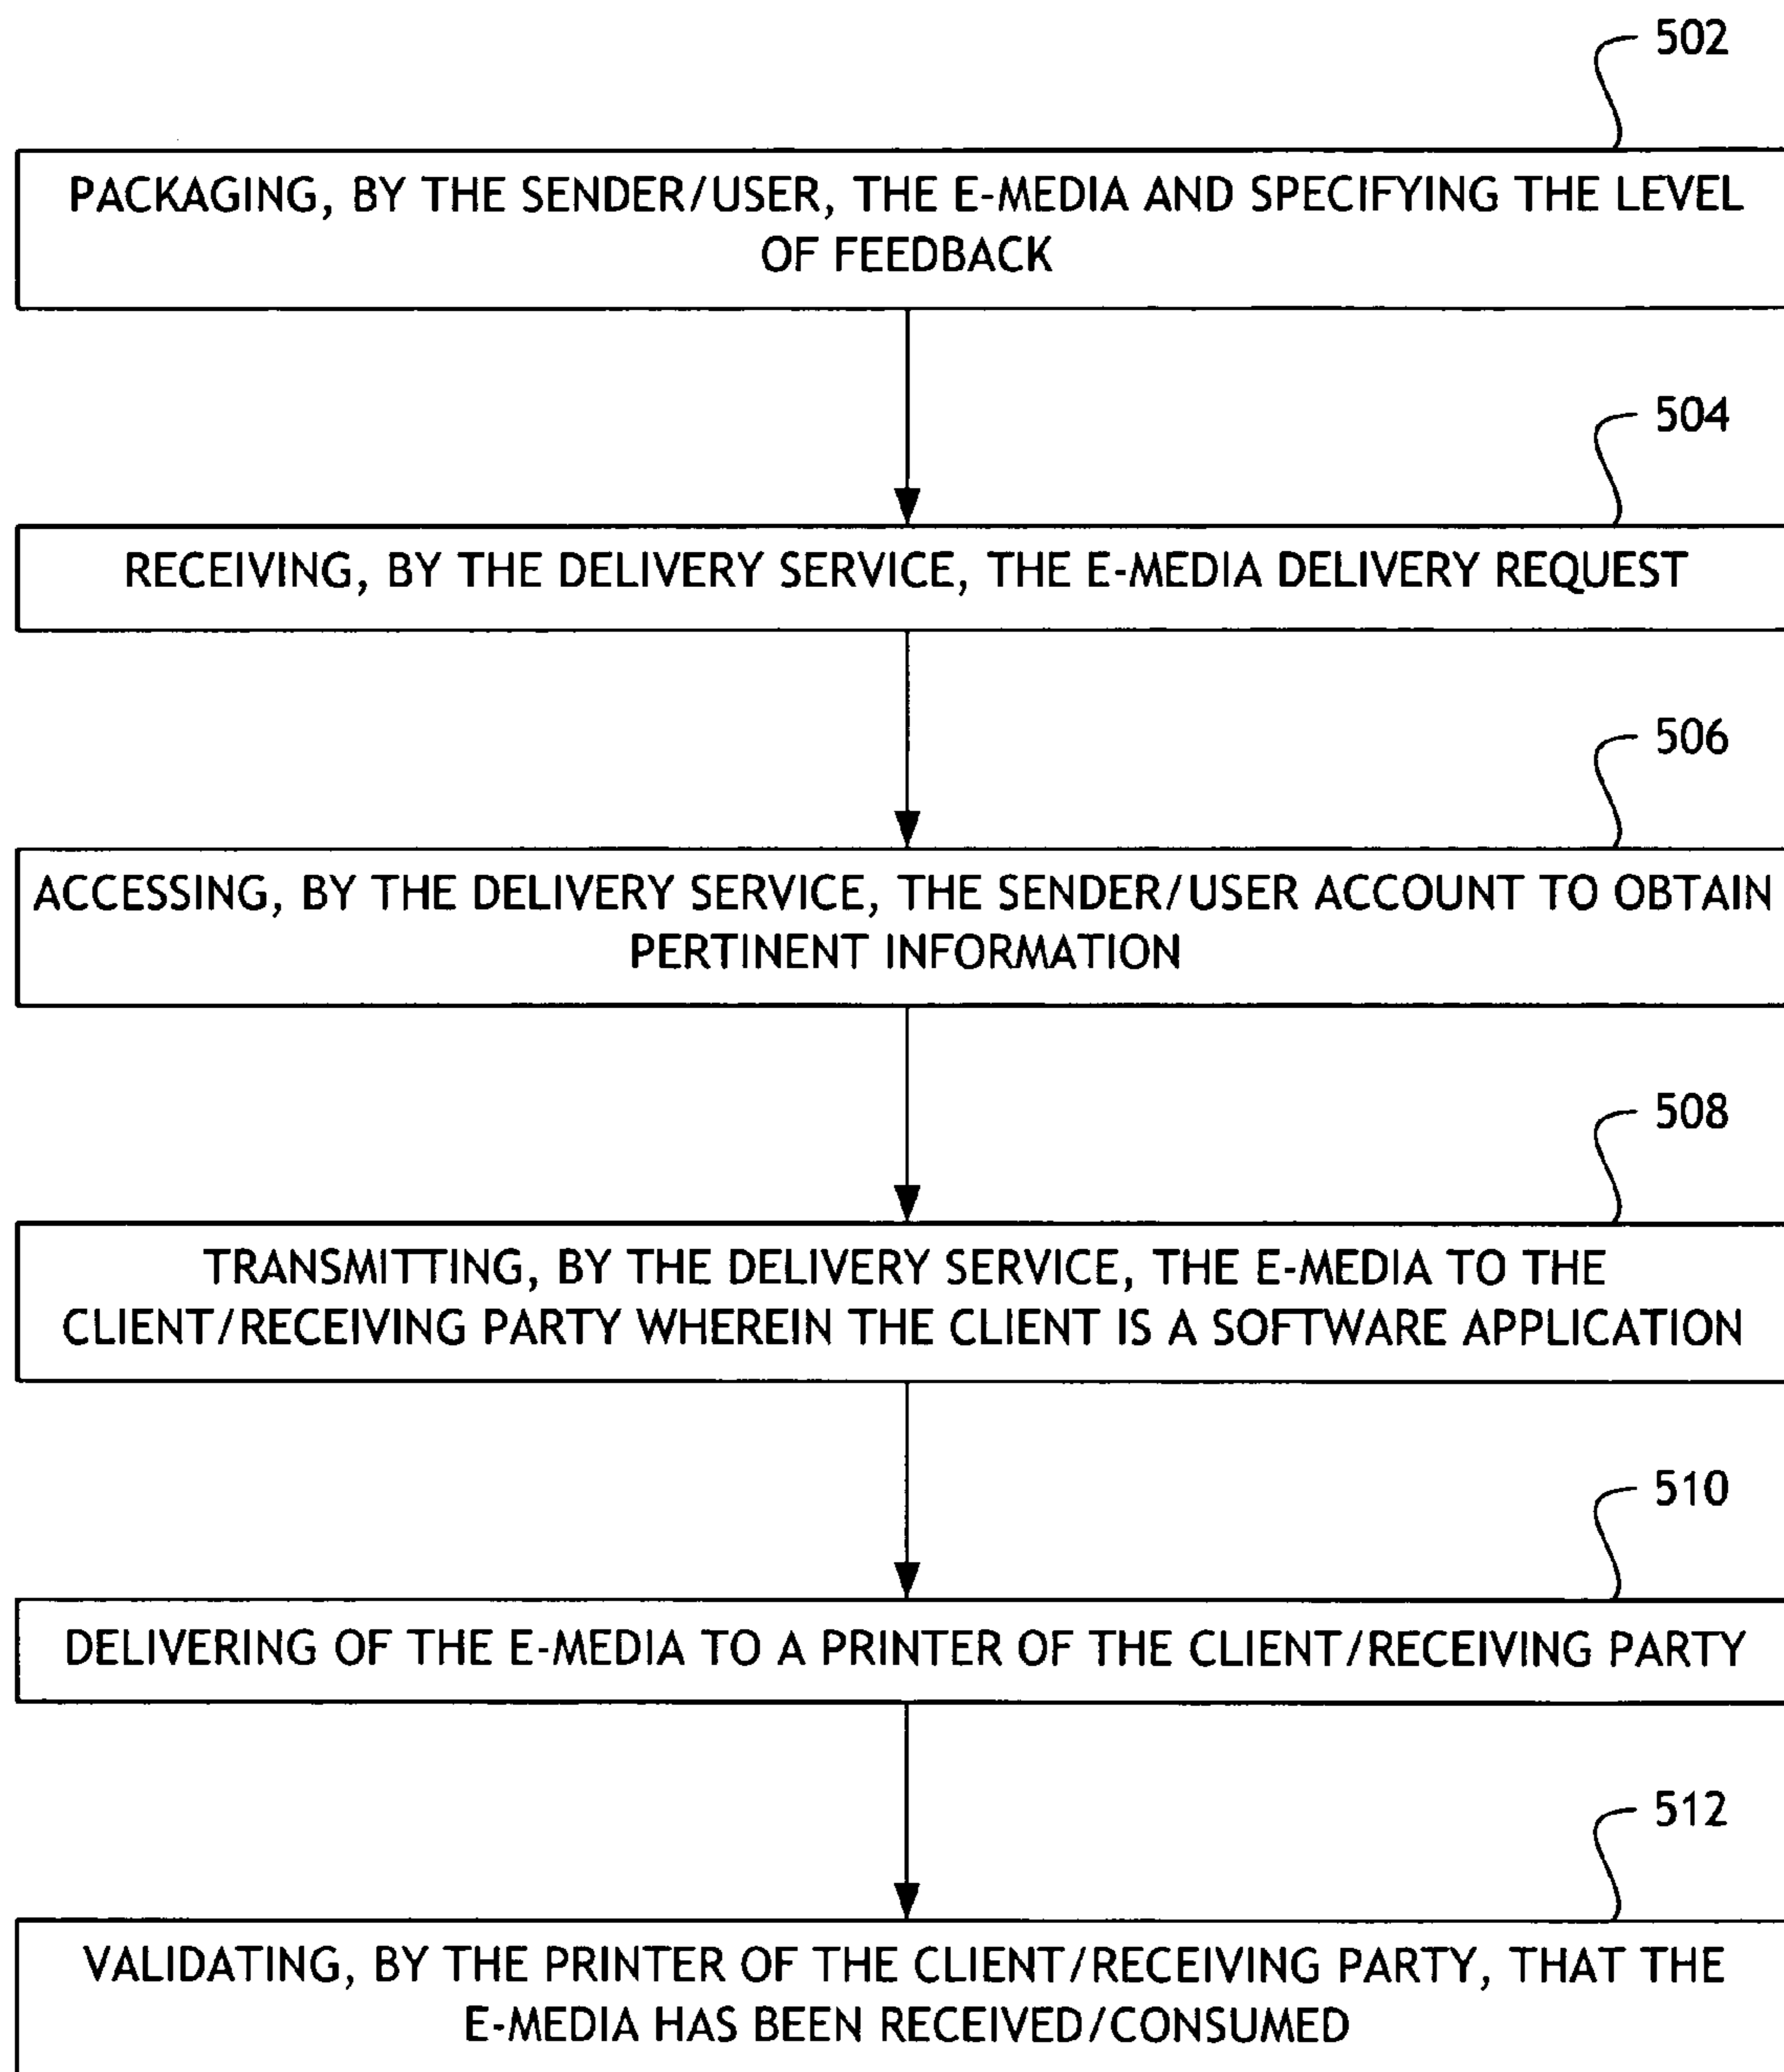 502
PACKAGING, BY THE SENDER/USER, THE E-MEDIA AND SPECIFYING THE LEVEL
OF FEEDBACK
504
RECEIVING, BY THE DELIVERY SERVICE, THE E-MEDIA DELIVERY REQUEST
506
ACCESSING, BY THE DELIVERY SERVICE, THE SENDER/USER ACCOUNT TO OBTAIN
PERTINENT INFORMATION
508
TRANSMITTING, BY THE DELIVERY SERVICE, THE E-MEDIA TO THE
CLIENT/RECEIVING PARTY WHEREIN THE CLIENT IS A SOFTWARE APPLICATION
510
DELIVERING OF THE E-MEDIA TO A PRINTER OF THE CLIENT/RECEIVING PARTY
512
VALIDATING, BY THE PRINTER OF THE CLIENT/RECEIVING PARTY, THAT THE
E-MEDIA HAS BEEN RECEIVED/CONSUMED